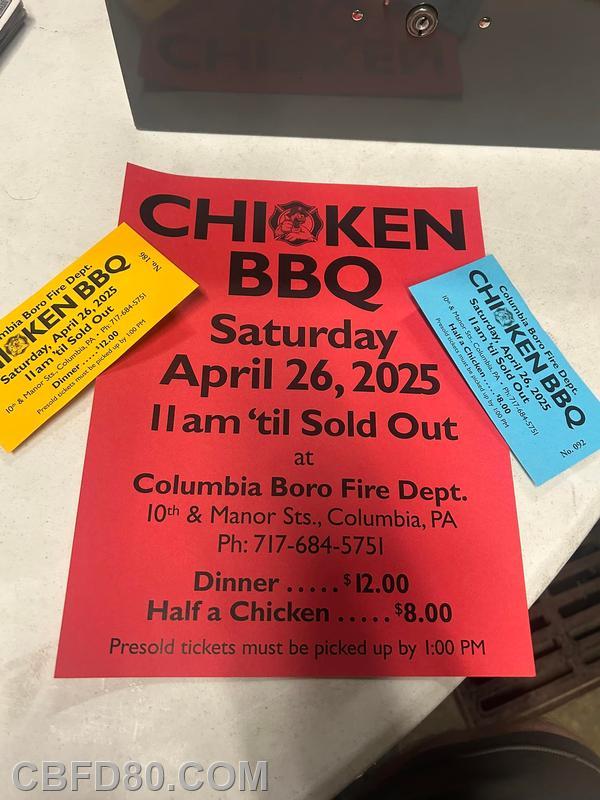 CHICKEN
BBQ
Saturday
April 26, 2025
11 am ‘til Sold Out
at
Columbia Boro Fire Dept.
10th & Manor Sts., Columbia, PA
Ph: 717-684-5751
Dinner ..... $12.00
Half a Chicken ..... $8.00
Presold tickets must be picked up by 1:00 PM
No. 186
Boro Fire Dept.
BBQ
Saturday, April 26, 2025
11am ’til Sold Out
10th & Manor Sts., Columbia, PA • Ph: 717-684-5751
Dinner ..... $12.00
Presold tickets must be picked up by 1:00 PM
Columbia Boro Fire Dept.
CHICKEN BBQ
Saturday, April 26, 2025
11am ’til Sold Out
10th & Manor Sts., Columbia, PA • Ph: 717-684-5751
Half a Chicken ..... $8.00
Presold tickets must be picked up by 1:00 PM
No. 092
CBFD80.COM